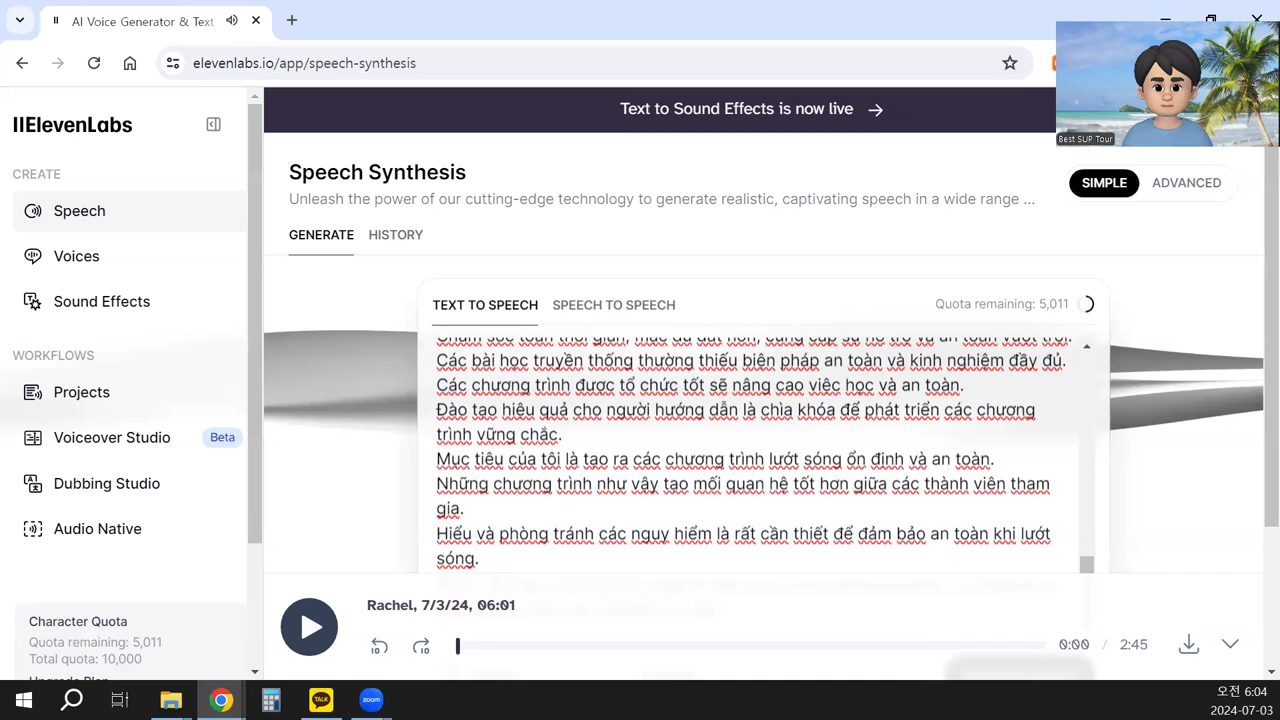 AI Voice Generator & Text
elevenlabs.io/app/speech-synthesis
Text to Sound Effects is now live →
Best SUP Tour
IIElevenLabs
CREATE
Speech
Voices
Sound Effects
WORKFLOWS
Projects
Voiceover Studio
Beta
Dubbing Studio
Audio Native
Character Quota
Quota remaining: 5,011
Total quota: 10,000
Speech Synthesis
SIMPLE
ADVANCED
Unleash the power of our cutting-edge technology to generate realistic, captivating speech in a wide range ...
GENERATE
HISTORY
TEXT TO SPEECH
SPEECH TO SPEECH
Quota remaining: 5,011
Các bài học truyền thống thường thiếu biện pháp an toàn và kinh nghiệm đầy đủ.
Các chương trình được tổ chức tốt sẽ nâng cao việc học và an toàn.
Đào tạo hiệu quả cho người hướng dẫn là chìa khóa để phát triển các chương
trình vững chắc.
Mục tiêu của tôi là tạo ra các chương trình lướt sóng ổn định và an toàn.
Những chương trình như vậy tạo mối quan hệ tốt hơn giữa các thành viên tham
gia.
Hiểu và phòng tránh các nguy hiểm là rất cần thiết để đảm bảo an toàn khi lướt
sóng.
Rachel, 7/3/24, 06:01
10
10
0:00 / 2:45
TALK
zoom
오전 6:04
2024-07-03